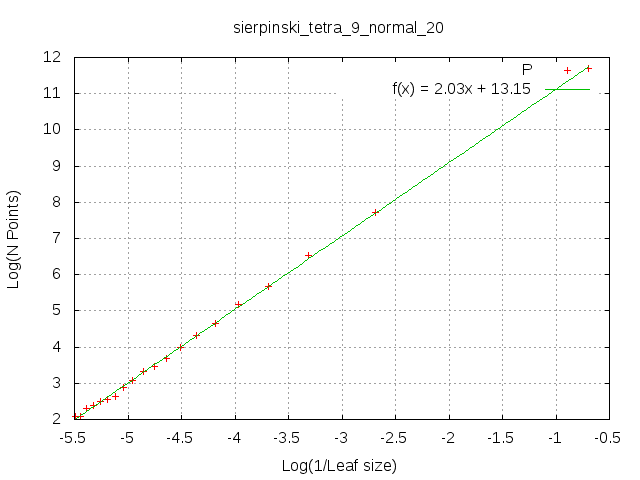 sierpinski_tetra_9_normal_20
12
11
10
9
8
7
6
5
4
3
2
Log(N Points)
P
f(x) = 2.03x + 13.15
-5.5 -5 -4.5 -4 -3.5 -3 -2.5 -2 -1.5 -1 -0.5
Log(1/Leaf size)